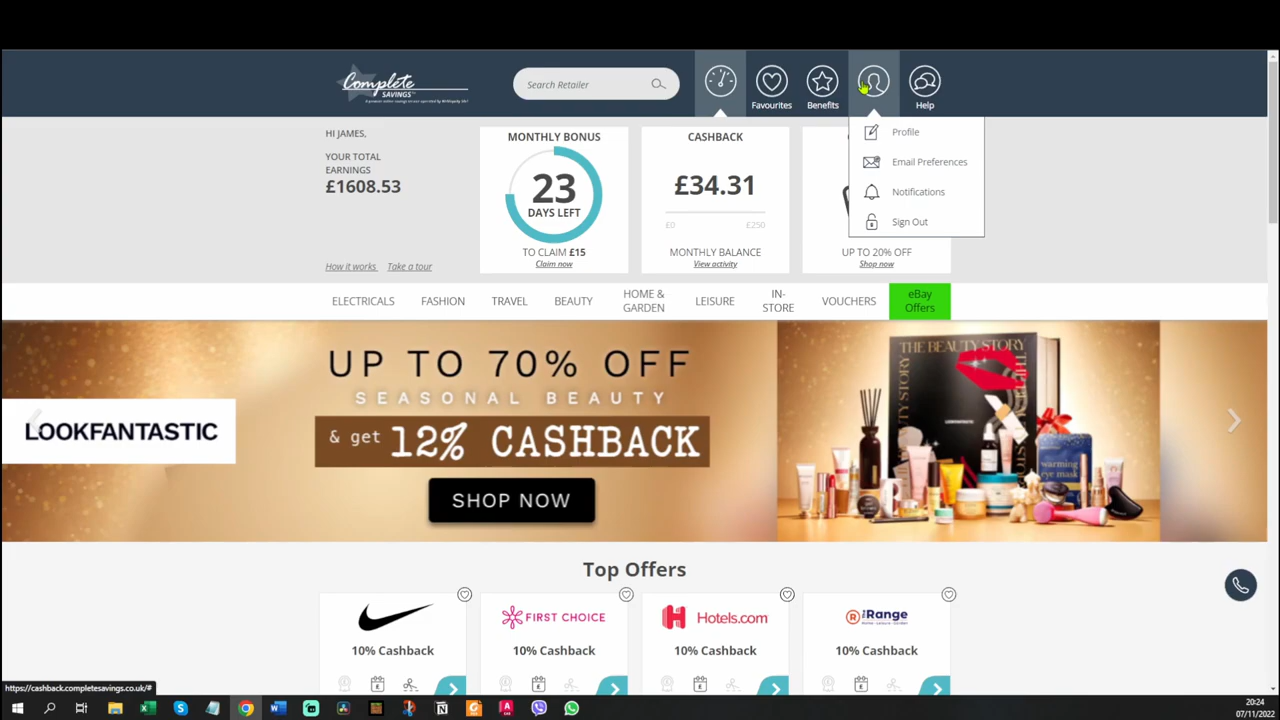 Complete
SAVINGS
Search Retailer
Favourites
Benefits
Help
HI JAMES,
YOUR TOTAL
EARNINGS
£1608.53
How it works
Take a tour
MONTHLY BONUS
23
DAYS LEFT
TO CLAIM £15
Claim now
CASHBACK
£34.31
£0
£250
MONTHLY BALANCE
View activity
UP TO 20% OFF
Shop now
Profile
Email Preferences
Notifications
Sign Out
ELECTRICALS
FASHION
TRAVEL
BEAUTY
HOME &
GARDEN
LEISURE
IN-
STORE
VOUCHERS
eBay
Offers
LOOKFANTASTIC
UP TO 70% OFF
SEASONAL BEAUTY
& get 12% CASHBACK
SHOP NOW
THE BEAUTY STORY
LOOKFANTASTIC
warming
eye mask
Top Offers
FIRST CHOICE
Hotels.com
the Range
10% Cashback
10% Cashback
10% Cashback
10% Cashback
https://cashback.completesavings.co.uk/#
20:24
07/11/2022